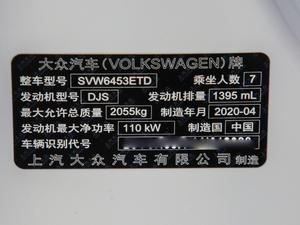 大众汽车(VOLKSWAGEN)牌
整车型号 SVW6453ETD 乘坐人数 7
发动机型号 DJS 发动机排量 1395 mL
最大允许总质量 2055kg 制造年月 2020-04
发动机最大净功率 110 kW 制造国 中国
车辆识别代号
上汽大众汽车有限公司 制造